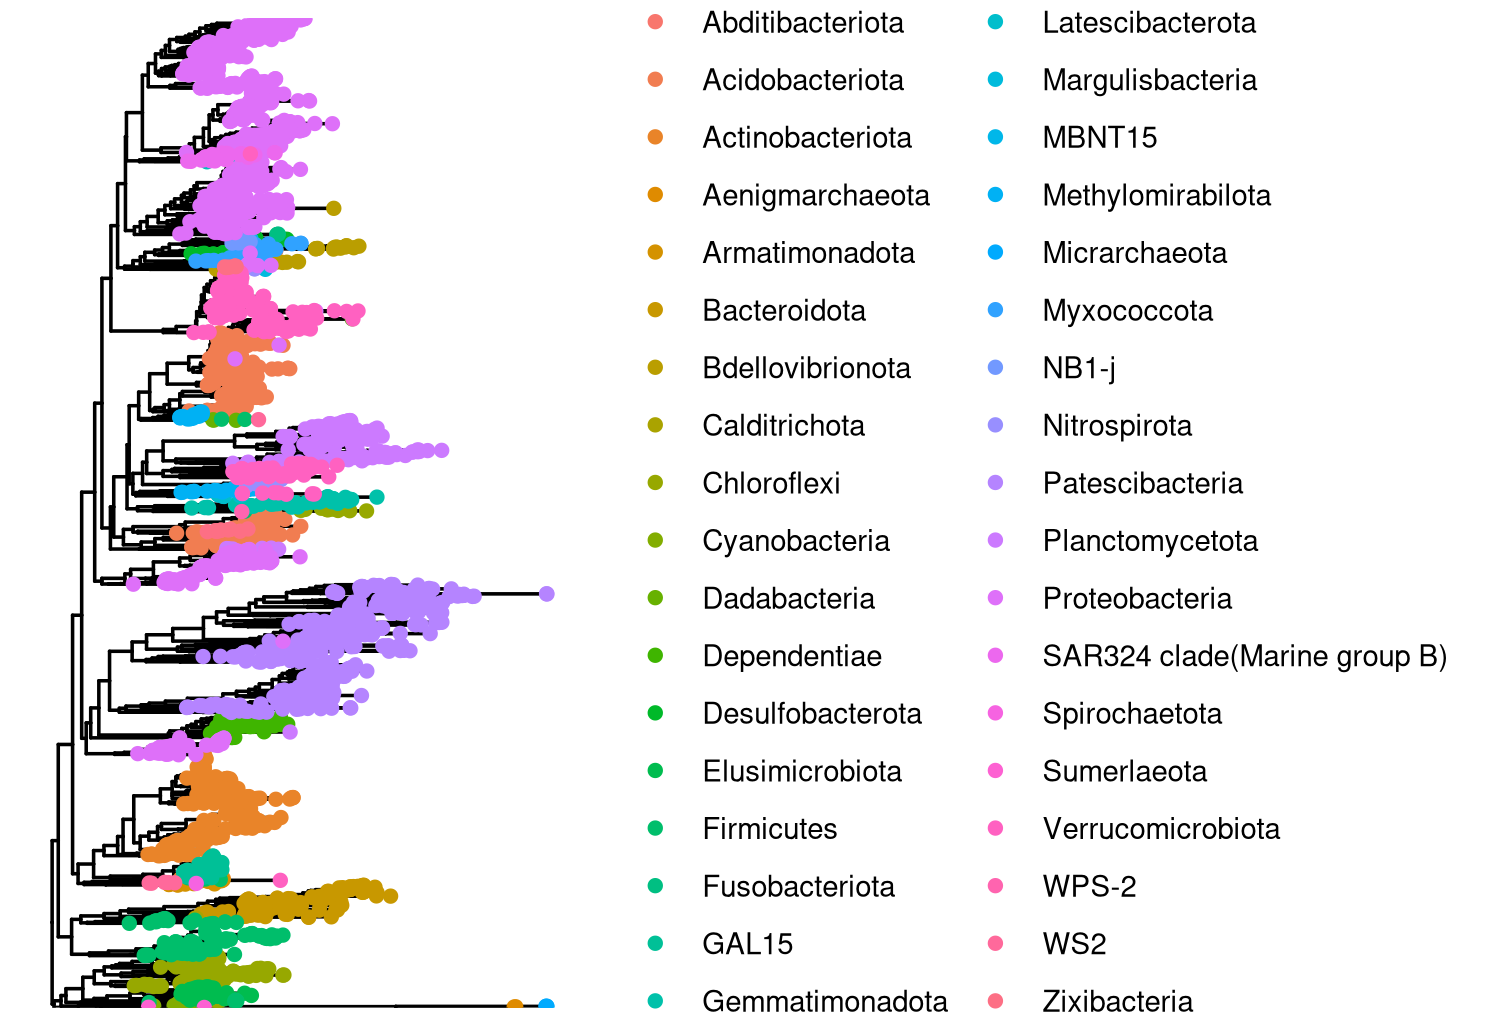 Abditibacteriota
Acidobacteriota
Actinobacteriota
Aenigmarchaeota
Armatimonadota
Bacteroidota
Bdellovibrionota
Calditrichota
Chloroflexi
Cyanobacteria
Dadabacteria
Dependentiae
Desulfobacterota
Elusimicrobiota
Firmicutes
Fusobacteriota
GAL15
Gemmatimonadota
Latescibacterota
Margulisbacteria
MBNT15
Methylomirabilota
Micrarchaeota
Myxococcota
NB1-j
Nitrospirota
Patescibacteria
Planctomycetota
Proteobacteria
SAR324 clade(Marine group B)
Spirochaetota
Sumerlaeota
Verrucomicrobiota
WPS-2
WS2
Zixibacteria